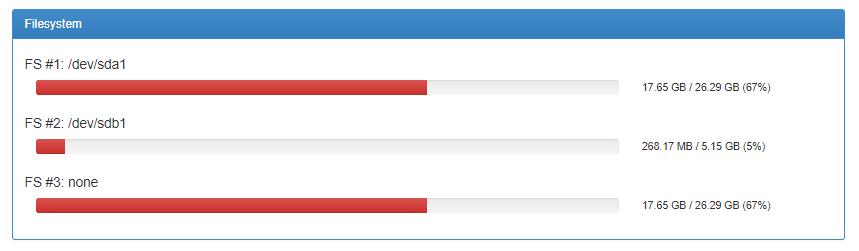 Filesystem
FS #1: /dev/sda1
17.65 GB / 26.29 GB (67%)
FS #2: /dev/sdb1
268.17 MB / 5.15 GB (5%)
FS #3: none
17.65 GB / 26.29 GB (67%)